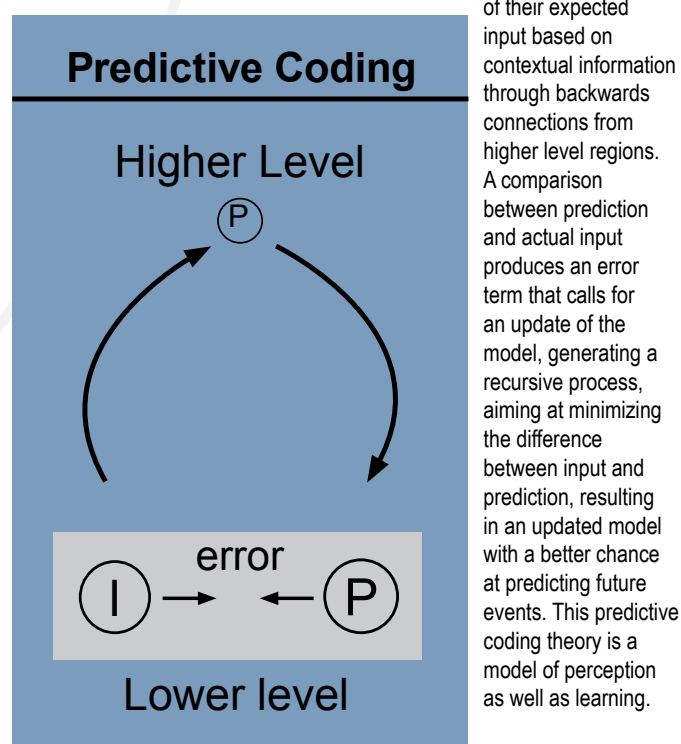 Predictive Coding
Higher Level
P
error
I
P
Lower level
of their expected
input based on
contextual information
through backwards
connections from
higher level regions.
A comparison
between prediction
and actual input
produces an error
term that calls for
an update of the
model, generating a
recursive process,
aiming at minimizing
the difference
between input and
prediction, resulting
in an updated model
with a better chance
at predicting future
events. This predictive
coding theory is a
model of perception
as well as learning.